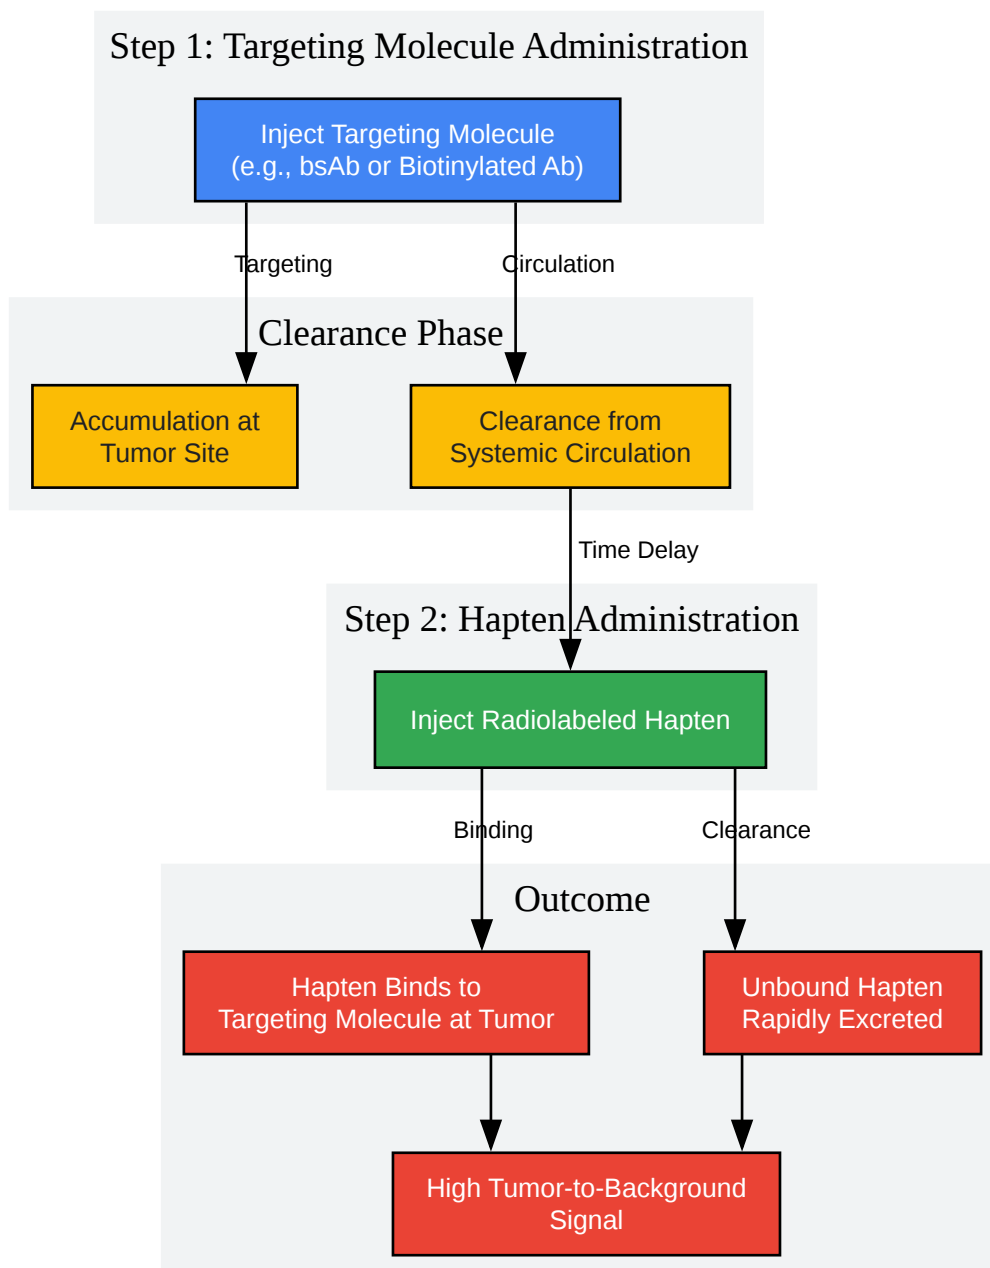 Step 1: Targeting Molecule Administration
Inject Targeting Molecule
(e.g., bsAb or Biotinylated Ab)
Targeting
Circulation
Clearance Phase
Accumulation at
Tumor Site
Clearance from
Systemic Circulation
Time Delay
Step 2: Hapten Administration
Inject Radiolabeled Hapten
Binding
Clearance
Outcome
Hapten Binds to
Targeting Molecule at Tumor
Unbound Hapten
Rapidly Excreted
High Tumor-to-Background
Signal